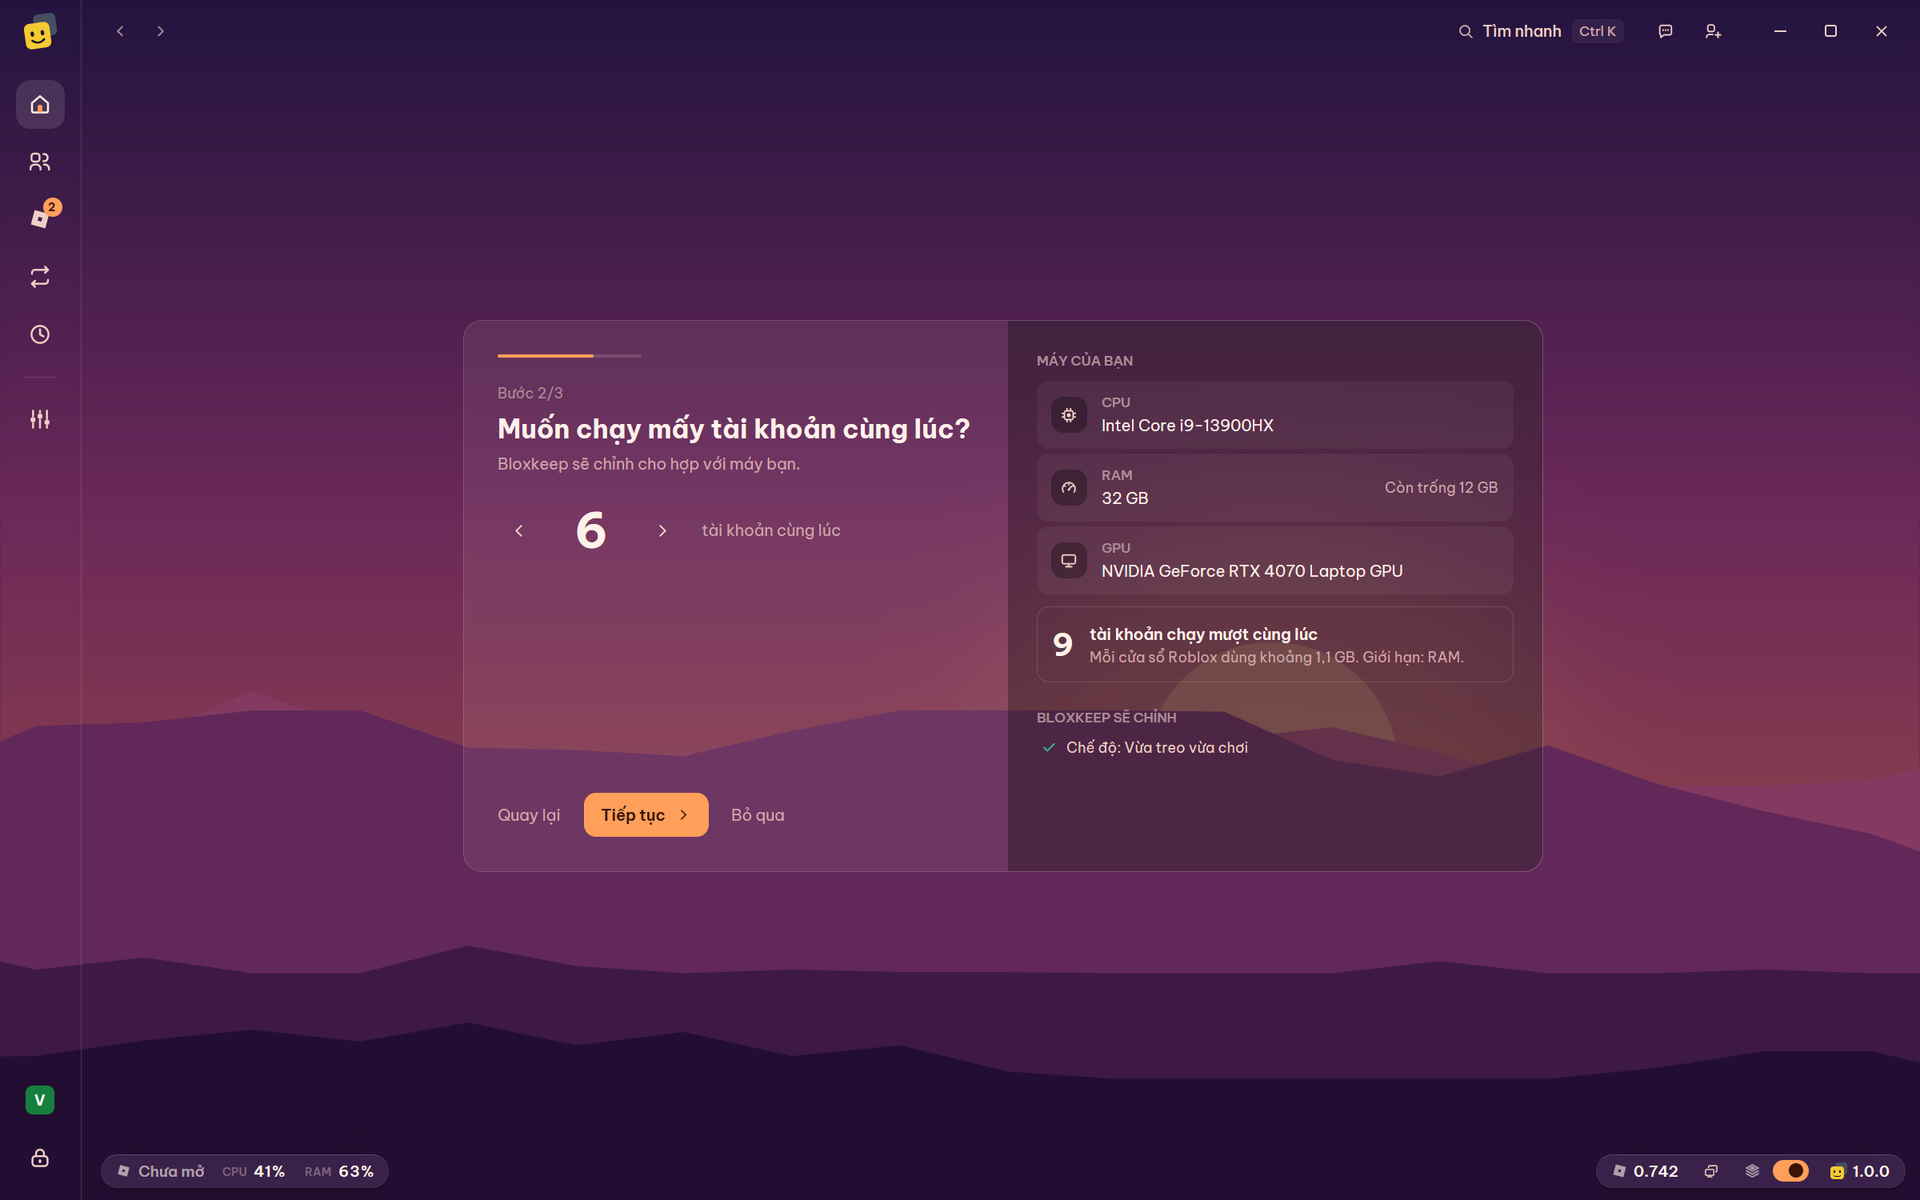 Tìm nhanh Ctrl K
2
Bước 2/3
Muốn chạy mấy tài khoản cùng lúc?
Bloxkeep sẽ chỉnh cho hợp với máy bạn.
6 tài khoản cùng lúc
Quay lại Tiếp tục Bỏ qua
MÁY CỦA BẠN
CPU
Intel Core i9-13900HX
RAM
32 GB
Còn trống 12 GB
GPU
NVIDIA GeForce RTX 4070 Laptop GPU
9 tài khoản chạy mượt cùng lúc
Mỗi cửa sổ Roblox dùng khoảng 1,1 GB. Giới hạn: RAM.
BLOXKEEP SẼ CHỈNH
Chế độ: Vừa treo vừa chơi
V
Chưa mở CPU 41% RAM 63%
0.742 1.0.0